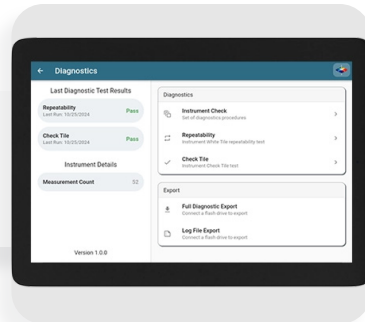 Diagnostics
Last Diagnostic Test Results
Repeatability
Last Run: 10/25/2024
Pass
Check Tile
Last Run: 10/25/2024
Pass
Instrument Details
Measurement Count
52
Version 1.0.0
Diagnostics
Instrument Check
Set of diagnostics procedures
Repeatability
Instrument White Tile repeatability test
Check Tile
Instrument Check Tile test
Export
Full Diagnostic Export
Connect a flash drive to export
Log File Export
Connect a flash drive to export